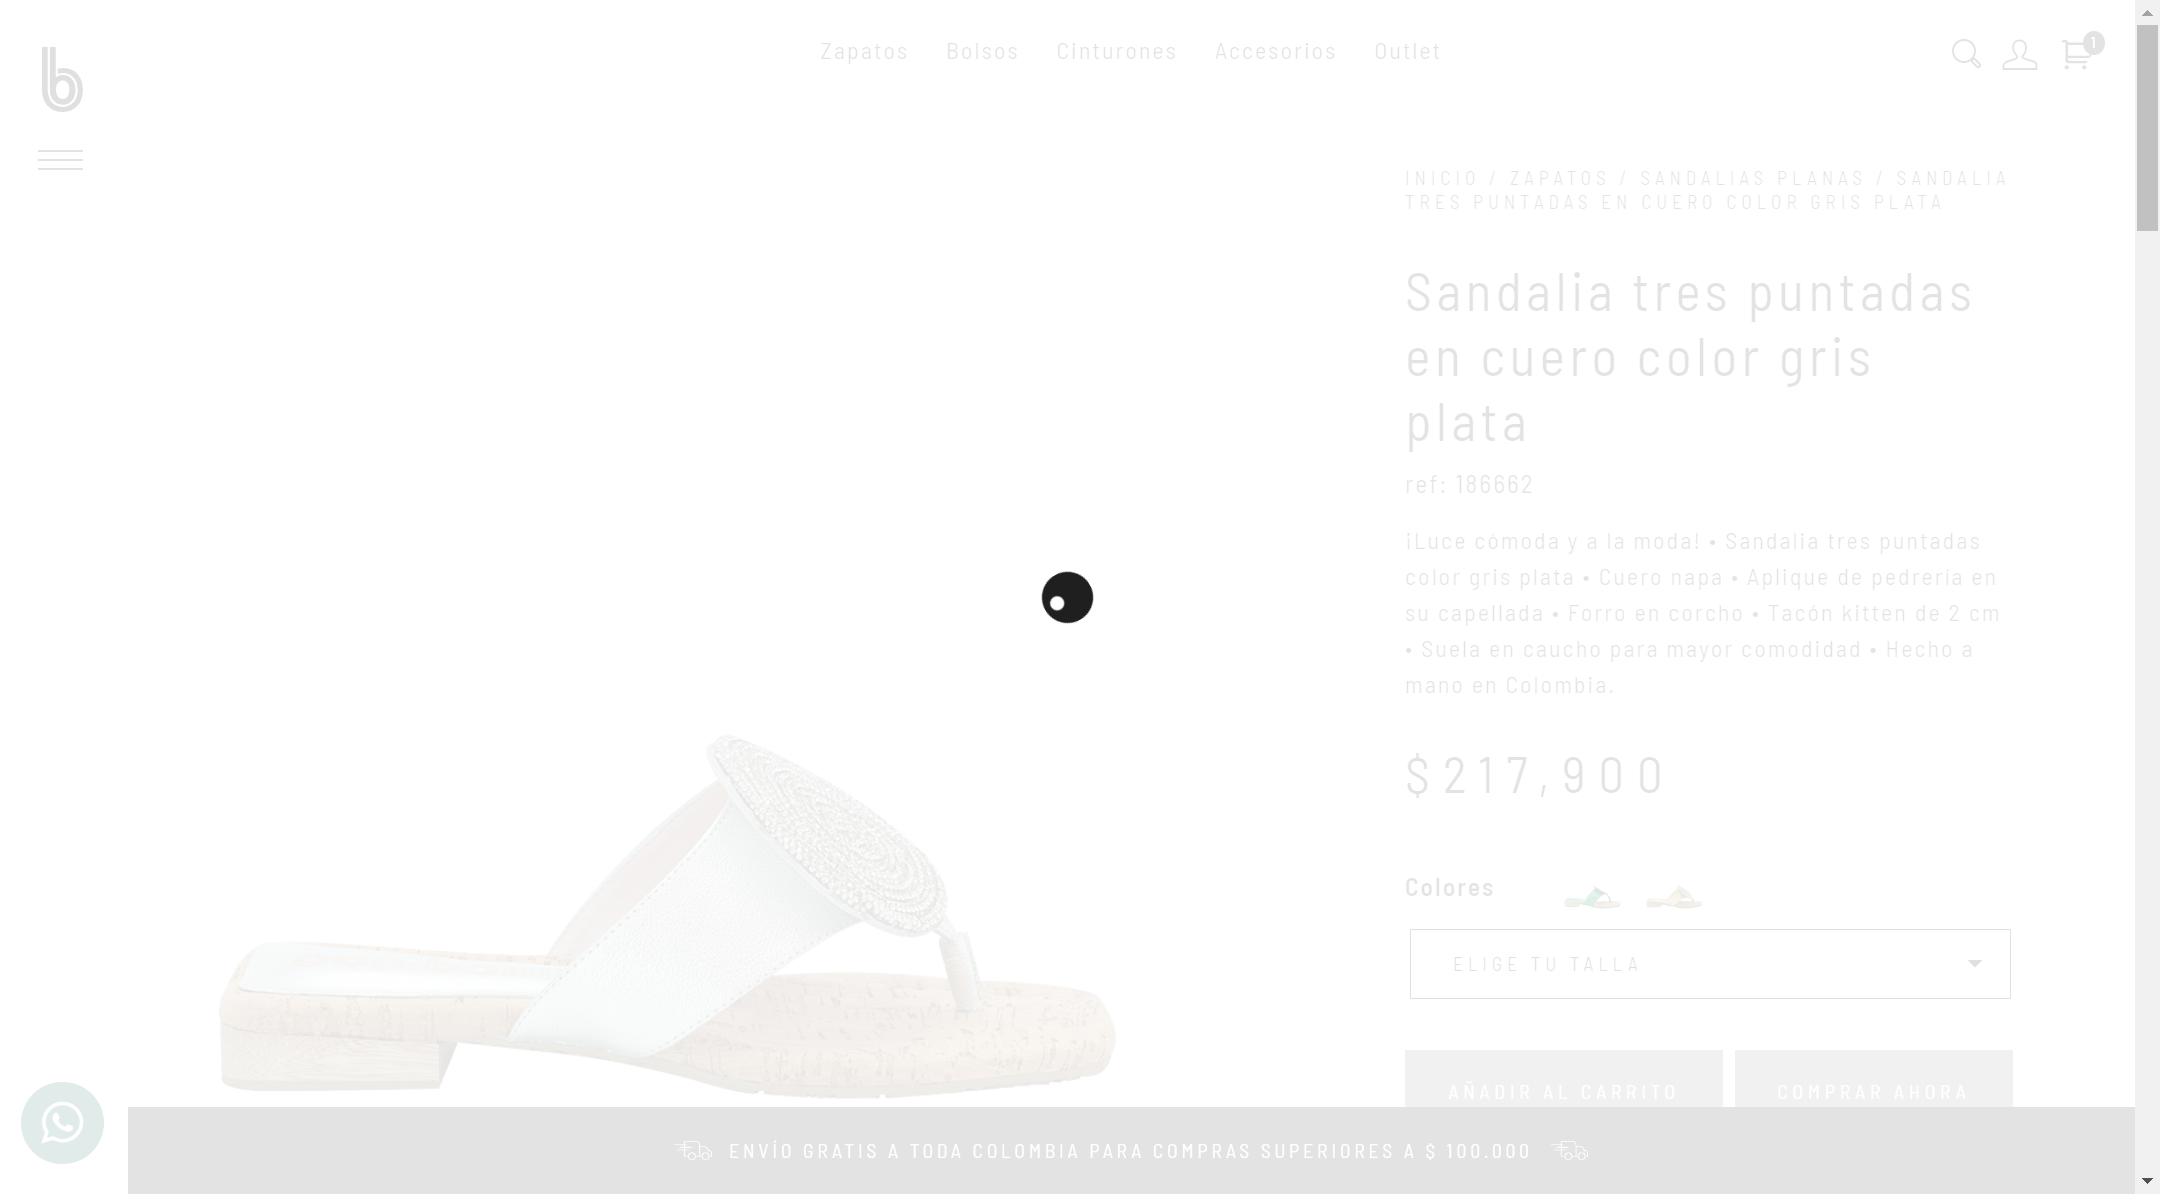 b
Zapatos Bolsos Cinturones Accesorios Outlet
1
INICIO / ZAPATOS / SANDALIAS PLANAS / SANDALIA
TRES PUNTADAS EN CUERO COLOR GRIS PLATA
Sandalia tres puntadas
en cuero color gris
plata
ref: 186662
¡Luce cómoda y a la moda! • Sandalia tres puntadas
color gris plata • Cuero napa • Aplique de pedrería en
su capellada • Forro en corcho • Tacón kitten de 2 cm
• Suela en caucho para mayor comodidad • Hecho a
mano en Colombia.
$217,900
Colores
ELIGE TU TALLA
AÑADIR AL CARRITO COMPRAR AHORA
ENVÍO GRATIS A TODA COLOMBIA PARA COMPRAS SUPERIORES A $ 100.000